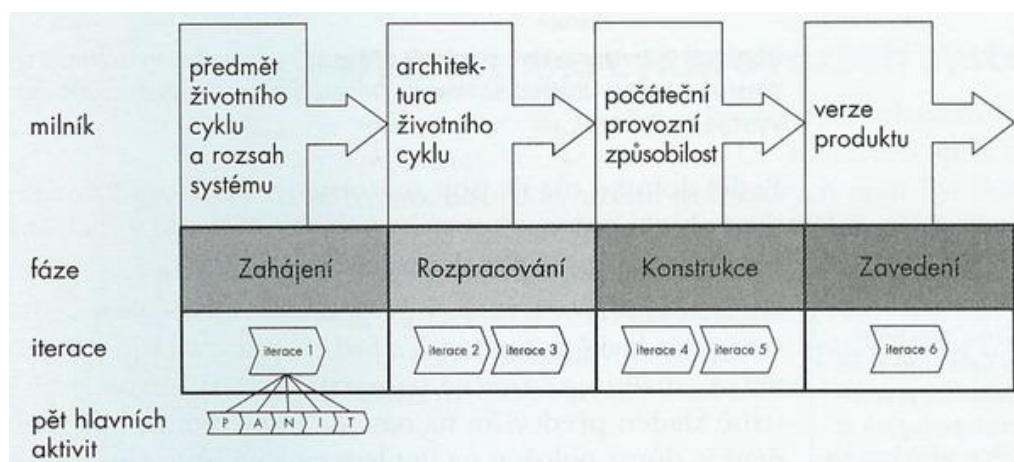 předmět
životního
cyklu
a rozsah
systému
architek-
tura
životního
cyklu
počáteční
provozní
způsobilost
verze
produktu
milník
fáze
Zahájení
Rozpracování
Konstrukce
Zavedení
iterace
iterace 1
iterace 2
iterace 3
iterace 4
iterace 5
iterace 6
pět hlavních
aktivit
P A N I T